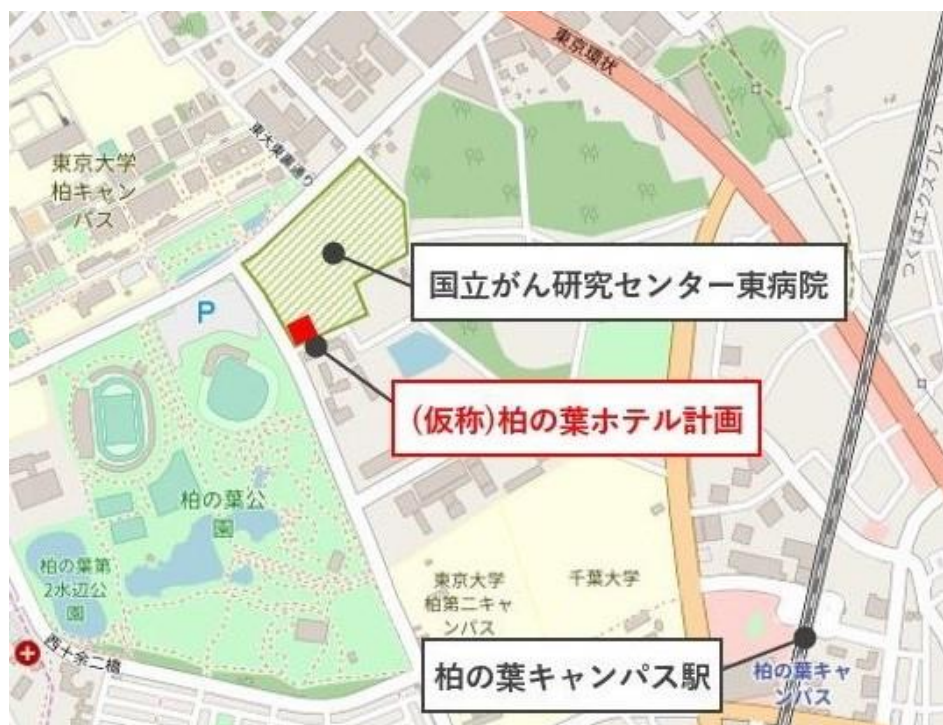 東京環状
東大東裏通り
東京大学
柏キャン
パス
つくばエクスプレス
国立がん研究センター東病院
P
(仮称)柏の葉ホテル計画
柏の葉公
園
柏の葉第
2水辺公
園
東京大学
柏第二キャ
ンパス
千葉大学
西十余二橋
柏の葉キャンパス駅
柏の葉キャ
ンパス